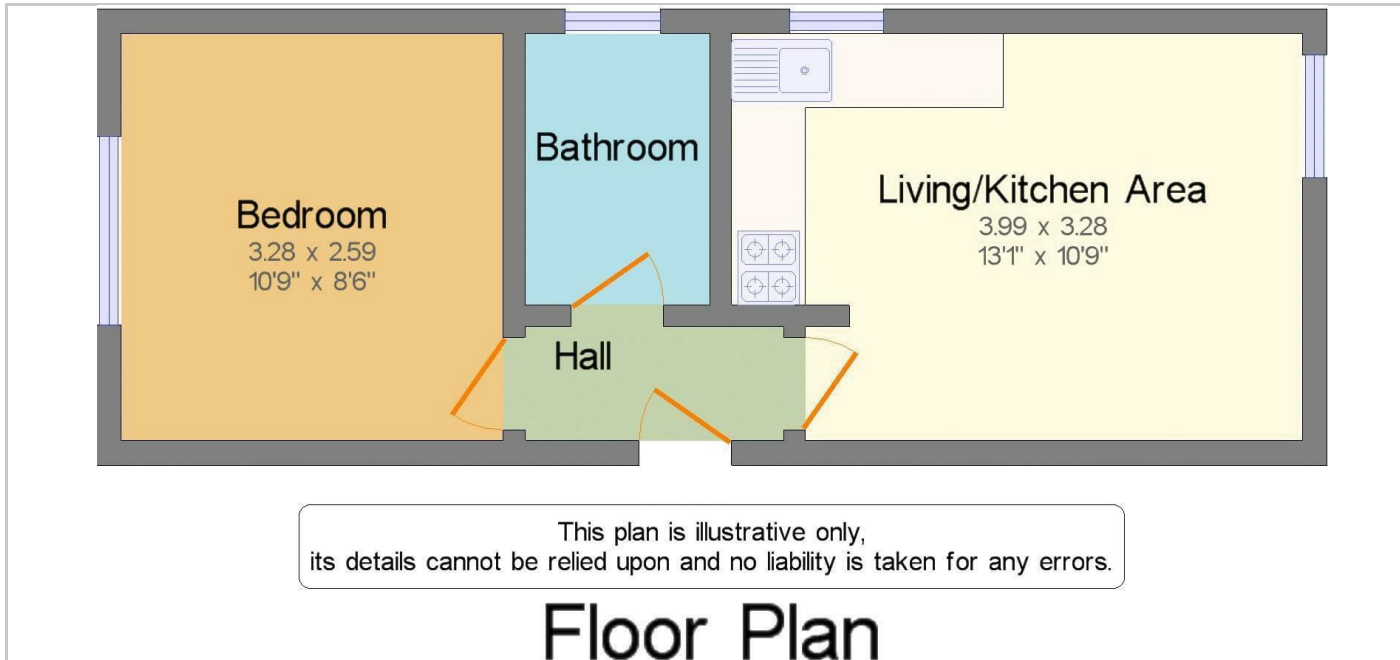 Bathroom
Bedroom
3.28 x 2.59
10'9" x 8'6"
Living/Kitchen Area
3.99 x 3.28
13'1" x 10'9"
Hall
This plan is illustrative only,
its details cannot be relied upon and no liability is taken for any errors.
Floor Plan